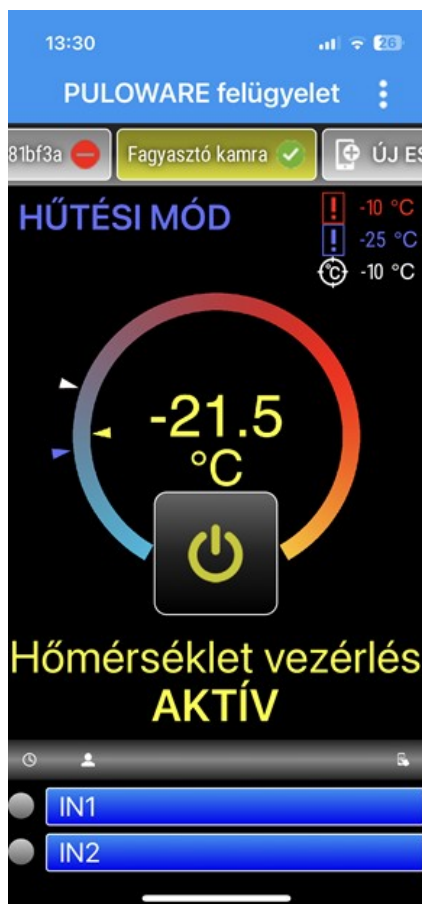 13:30
26
PULOWARE felügyelet
81bf3a
Fagyasztó kamra
ÚJ ES
HŰTÉSI MÓD
-10 °C
-25 °C
°C -10 °C
-21.5
°C
Hőmérséklet vezérlés
AKTÍV
IN1
IN2